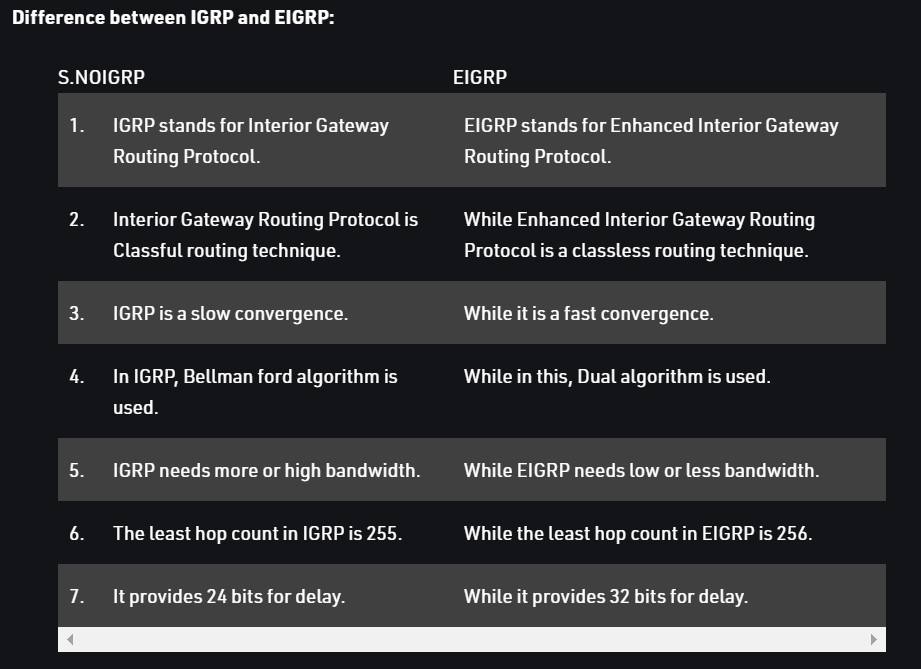 Difference between IGRP and EIGRP:
S.NOIGRP EIGRP
1. IGRP stands for Interior Gateway EIGRP stands for Enhanced Interior Gateway
Routing Protocol. Routing Protocol.
2. Interior Gateway Routing Protocol is While Enhanced Interior Gateway Routing
Classful routing technique. Protocol is a classless routing technique.
3. IGRP is a slow convergence. While it is a fast convergence.
4. In IGRP, Bellman ford algorithm is While in this, Dual algorithm is used.
used.
5. IGRP needs more or high bandwidth. While EIGRP needs low or less bandwidth.
6. The least hop count in IGRP is 255. While the least hop count in EIGRP is 256.
7. It provides 24 bits for delay. While it provides 32 bits for delay.